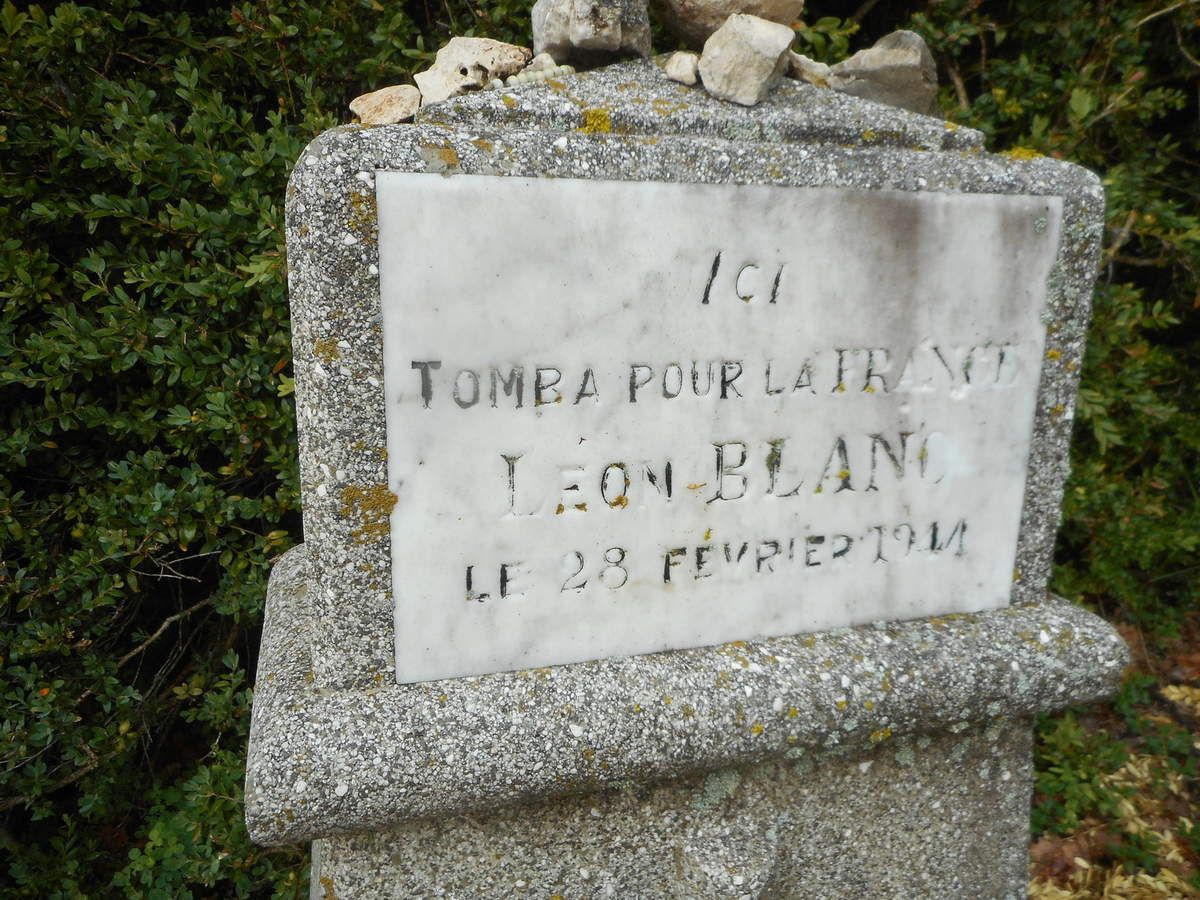 ICI
TOMBA POUR LA FRANCE
LÉON BLANC
LE 28 FÉVRIER 1944